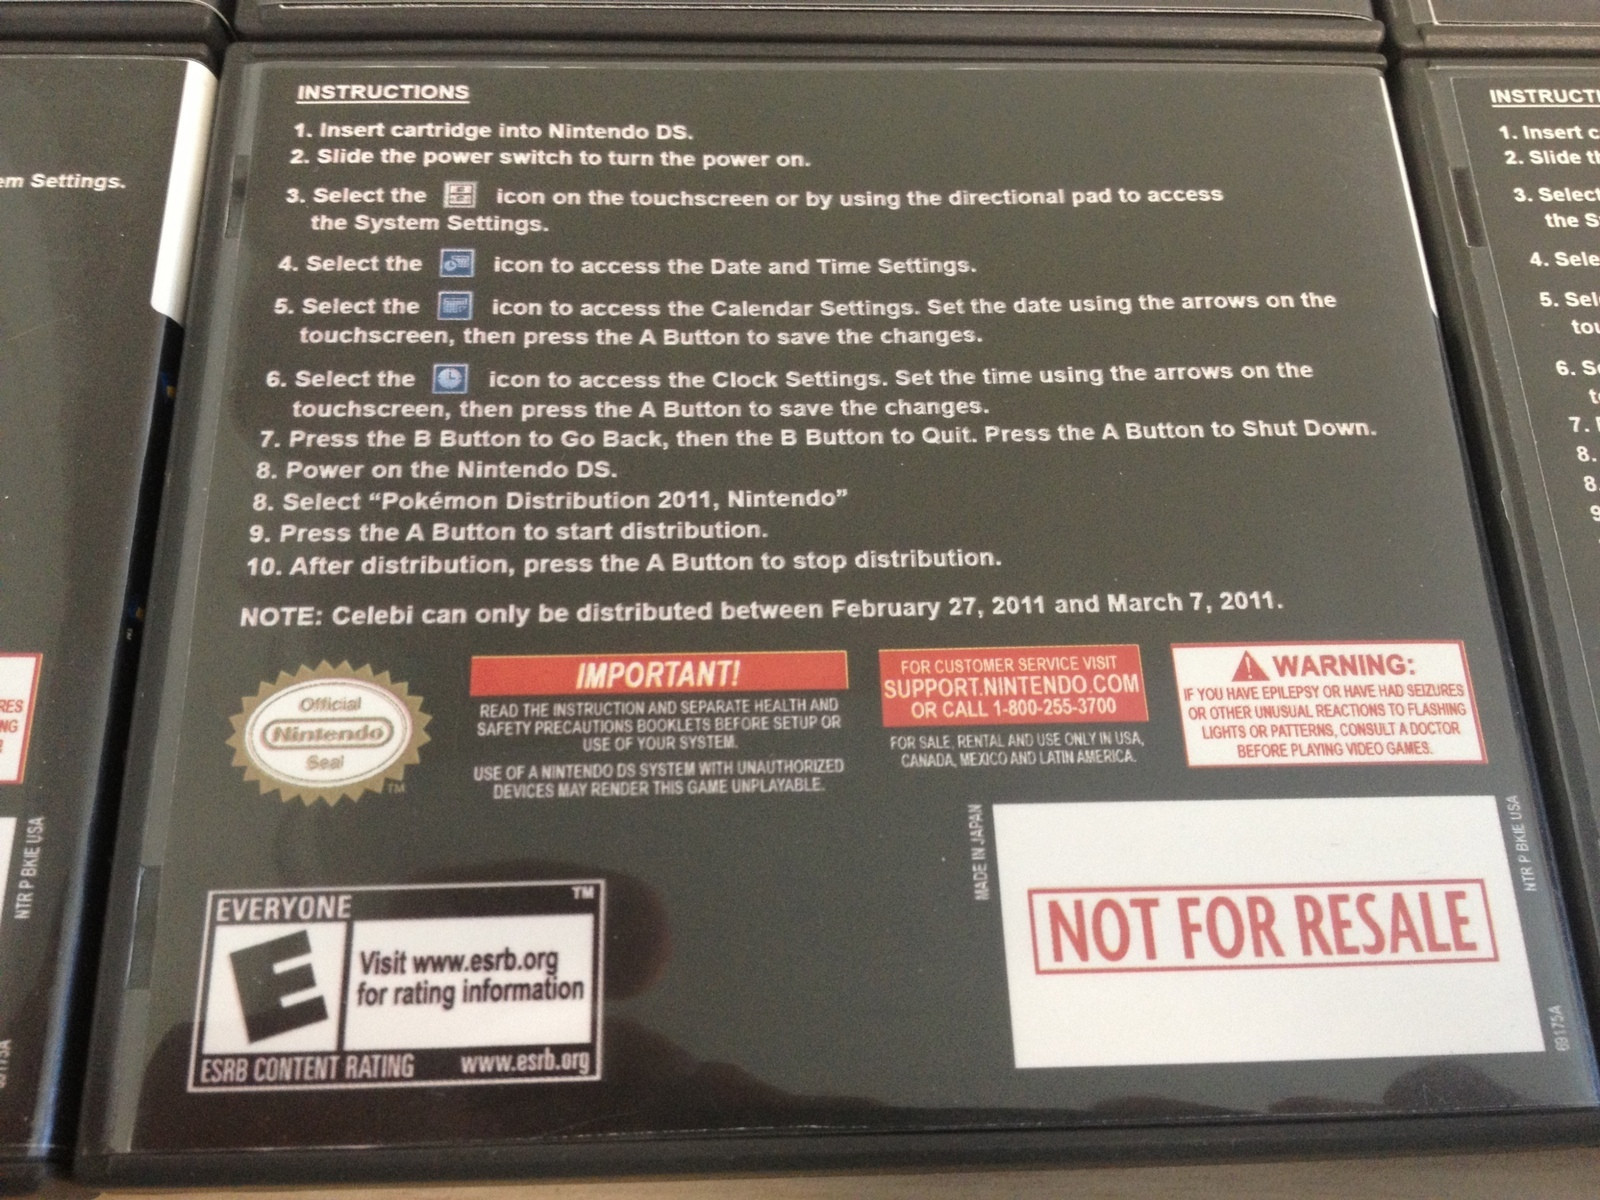 INSTRUCTIONS
1. Insert cartridge into Nintendo DS.
2. Slide the power switch to turn the power on.
3. Select the icon on the touchscreen or by using the directional pad to access
the System Settings.
4. Select the icon to access the Date and Time Settings.
5. Select the icon to access the Calendar Settings. Set the date using the arrows on the
touchscreen, then press the A Button to save the changes.
6. Select the icon to access the Clock Settings. Set the time using the arrows on the
touchscreen, then press the A Button to save the changes.
7. Press the B Button to Go Back, then the B Button to Quit. Press the A Button to Shut Down.
8. Power on the Nintendo DS.
8. Select “Pokémon Distribution 2011, Nintendo”
9. Press the A Button to start distribution.
10. After distribution, press the A Button to stop distribution.
NOTE: Celebi can only be distributed between February 27, 2011 and March 7, 2011.
Official
Nintendo
Seal
TM
IMPORTANT!
READ THE INSTRUCTION AND SEPARATE HEALTH AND
SAFETY PRECAUTIONS BOOKLETS BEFORE SETUP OR
USE OF YOUR SYSTEM.
USE OF A NINTENDO DS SYSTEM WITH UNAUTHORIZED
DEVICES MAY RENDER THIS GAME UNPLAYABLE.
FOR CUSTOMER SERVICE VISIT
SUPPORT.NINTENDO.COM
OR CALL 1-800-255-3700
FOR SALE, RENTAL AND USE ONLY IN USA,
CANADA, MEXICO AND LATIN AMERICA.
WARNING:
IF YOU HAVE EPILEPSY OR HAVE HAD SEIZURES
OR OTHER UNUSUAL REACTIONS TO FLASHING
LIGHTS OR PATTERNS, CONSULT A DOCTOR
BEFORE PLAYING VIDEO GAMES.
MADE IN JAPAN
NOT FOR RESALE
NTR P BKIE USA
69175A
EVERYONE
TM
E
Visit www.esrb.org
for rating information
ESRB CONTENT RATING www.esrb.org
Settings.
NTR P BKIE USA
1. Insert
2. Slide
3. Select
the
4.
5.
6.
7.
8.
8.
9